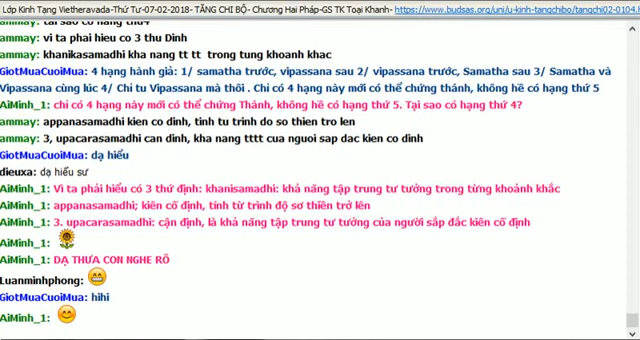 Lớp Kinh Tạng Vietheravada-Thứ Tư-07-02-2018- TĂNG CHI BỘ- Chương Hai Pháp-GS TK Toại Khanh- https://www.budsas.org/uni/u-kinh-tangchibo/tangchi02-0104.h
ammay: tai sao co hang thu4
ammay: vi ta phai hieu co 3 thu Dinh
ammay: khanikasamadhi kha nang tt tt  trong tung khoanh khac
GiotMuaCuoiMua: 4 hạng hành giả: 1/ samatha trước, vipassana sau 2/ vipassana trước, Samatha sau 3/ Samatha và
Vipassana cùng lúc 4/ Chi tu Vipassana mà thôi . Chỉ có 4 hạng này mới có thể chứng thánh, không hề có hạng thứ 5
AiMinh_1: chi có 4 hạng này mới có thể chứng Thánh, không hề có hạng thứ 5. Tại sao có hạng thứ 4?
ammay: appanasamadhi kien co dinh, tinh tu trinh do so thien tro len
ammay: 3, upacarasamadhi can dinh, kha nang tttt cua nguoi sap dac kien co dinh
GiotMuaCuoiMua: dạ hiểu
dieuxa: dạ hiểu sư
AiMinh_1: Vì ta phải hiểu có 3 thứ định: khanisamadhi: khả năng tập trung tư tưởng trong từng khoảnh khắc
AiMinh_1: appanasamadhi; kiên cố định, tính từ trình độ sơ thiên trở lên
AiMinh_1: 3. upacarasamadhi: cận định, là khả năng tập trung tư tưởng của người sắp đắc kiên cố định
AiMinh_1:
AiMinh_1: DẠ THƯA CON NGHE RÕ
Luanminhphong:
GiotMuaCuoiMua: hihi
AiMinh_1: